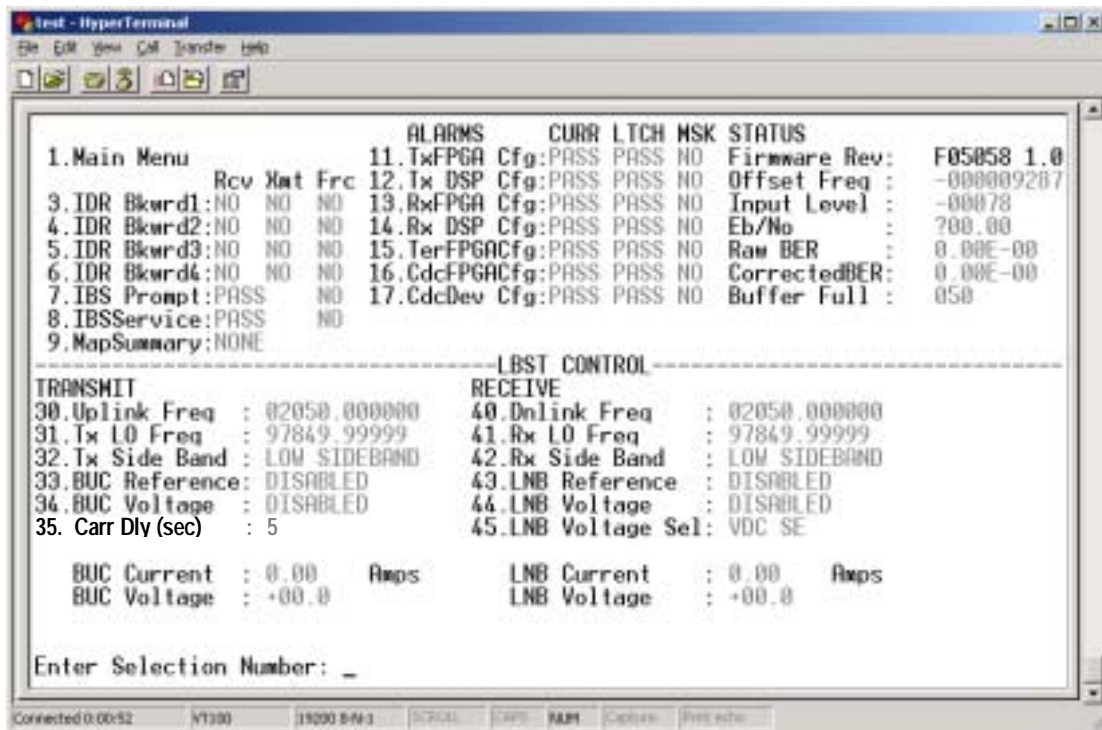 test - HyperTerminal
File Edit View Call Transfer Help
ALARMS CURR LTCH MSK STATUS
1.Main Menu 11.TxFPGA Cfg:PASS PASS NO Firmware Rev: F05058 1.0
Rcv Xmt Frc 12.Tx DSP Cfg:PASS PASS NO Offset Freq : -000009287
3.IDR Bkwrd1:NO NO NO 13.RxFPGA Cfg:PASS PASS NO Input Level : -00078
4.IDR Bkwrd2:NO NO NO 14.Rx DSP Cfg:PASS PASS NO Eb/No : ?00.00
5.IDR Bkwrd3:NO NO NO 15.TerFPGACfg:PASS PASS NO Raw BER : 0.00E-00
6.IDR Bkwrd4:NO NO NO 16.CdcFPGACfg:PASS PASS NO CorrectedBER: 0.00E-00
7.IBS Prompt:PASS NO 17.CdcDev Cfg:PASS PASS NO Buffer Full : 050
8.IBSService:PASS NO
9.MapSummary:NONE
LBST CONTROL
TRANSMIT RECEIVE
30.Uplink Freq : 02050.000000 40.Dnlink Freq : 02050.000000
31.Tx LO Freq : 97849.99999 41.Rx LO Freq : 97849.99999
32.Tx Side Band : LOW SIDEBAND 42.Rx Side Band : LOW SIDEBAND
33.BUC Reference: DISABLED 43.LNB Reference : DISABLED
34.BUC Voltage : DISABLED 44.LNB Voltage : DISABLED
35. Carr Dly (sec) : 5 45.LNB Voltage Sel: VDC SE
BUC Current : 0.00 Amps LNB Current : 0.00 Amps
BUC Voltage : +00.0 LNB Voltage : +00.0
Enter Selection Number: _
Connected 0:00:52 VT100 19200 8-N-1 SCROLL CAPS NUM Capture Print echo